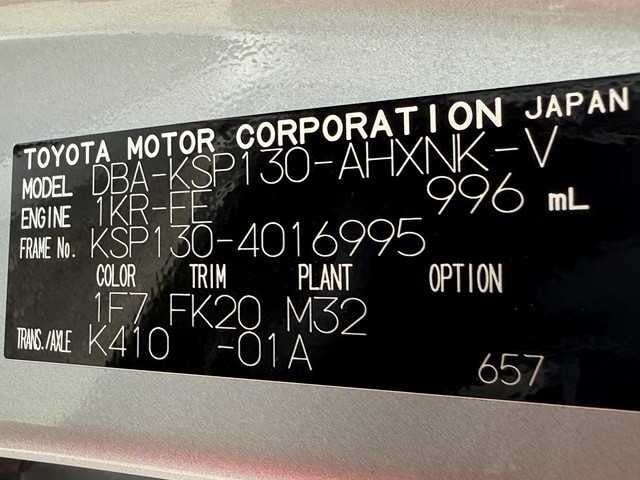 TOYOTA MOTOR CORPORATION JAPAN
MODEL DBA-KSP130-AHXNK-V
ENGINE 1KR-FE 996 mL
FRAME No. KSP130-4016995
COLOR TRIM PLANT OPTION
1F7 FK20 M32
TRANS./AXLE K410 -01A
657